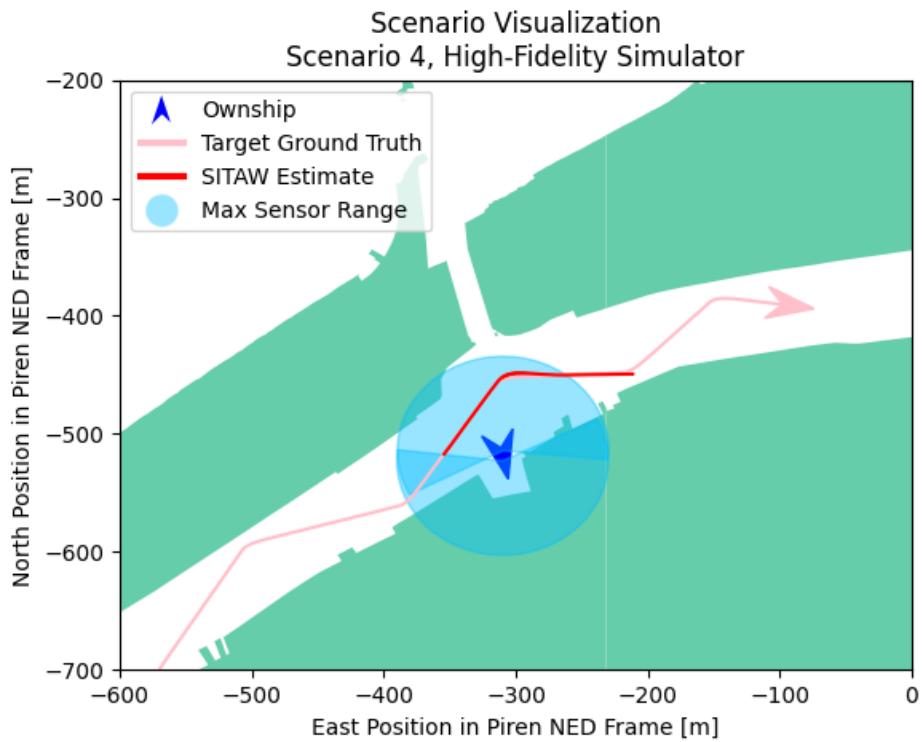 Scenario Visualization
Scenario 4, High-Fidelity Simulator
Ownship
Target Ground Truth
SITAW Estimate
Max Sensor Range
North Position in Piren NED Frame [m]
−200
−300
−400
−500
−600
−700
−600
−500
−400
−300
−200
−100
0
East Position in Piren NED Frame [m]